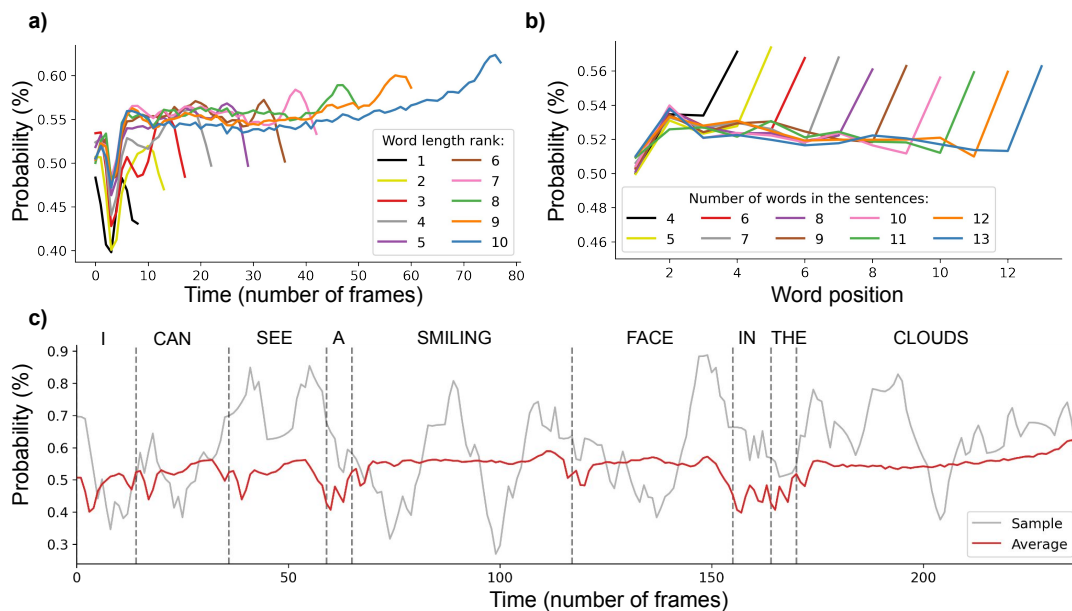 a)
Probability (%)
0.60
0.55
0.50
0.45
0.40
0 10 20 30 40 50 60 70 80
Time (number of frames)
Word length rank:
1 6
2 7
3 8
4 9
5 10
b)
Probability (%)
0.56
0.54
0.52
0.50
0.48
0.46
2 4 6 8 10 12
Word position
Number of words in the sentences:
4 6 8 10 12
5 7 9 11 13
c)
I CAN SEE A SMILING FACE IN THE CLOUDS
Probability (%)
0.9
0.8
0.7
0.6
0.5
0.4
0.3
0 50 100 150 200
Time (number of frames)
Sample
Average